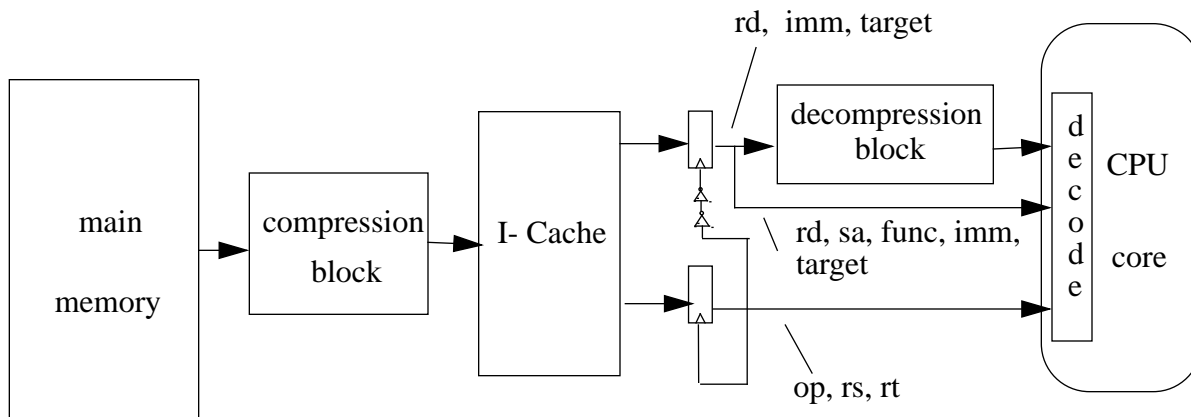 main
memory
compression
block
I- Cache
rd,  imm, target
decompression
block
rd, sa, func, imm,
target
op, rs, rt
decode
CPU
core